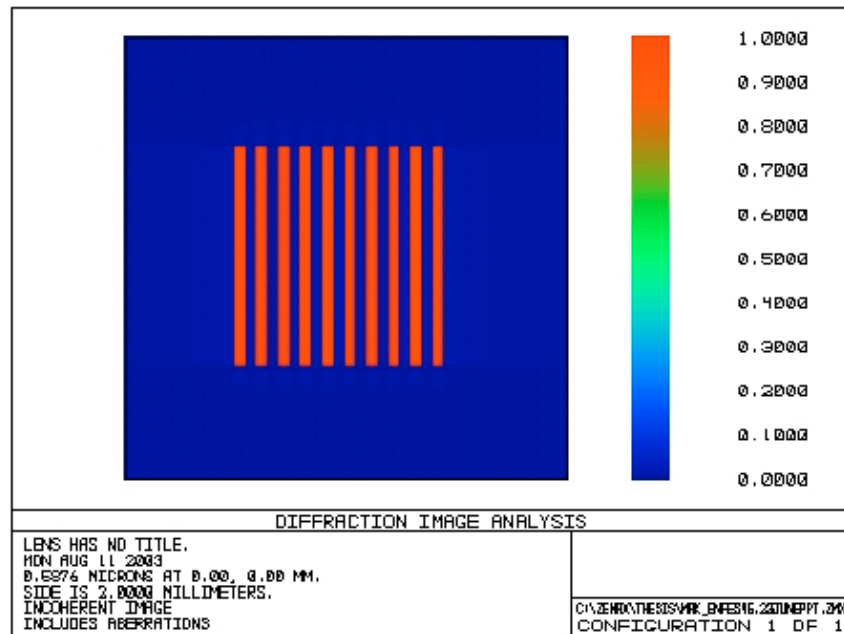 1.0000
0.9000
0.8000
0.7000
0.6000
0.5000
0.4000
0.3000
0.2000
0.1000
0.0000
DIFFRACTION IMAGE ANALYSIS
LENS HAS NO TITLE.
MON AUG 11 2003
0.5876 MICRONS AT 0.00, 0.00 MM.
SIDE IS 2.0000 MILLIMETERS.
INCOHERENT IMAGE
INCLUDES ABERRATIONS
CONFIGURATION 1 OF 1